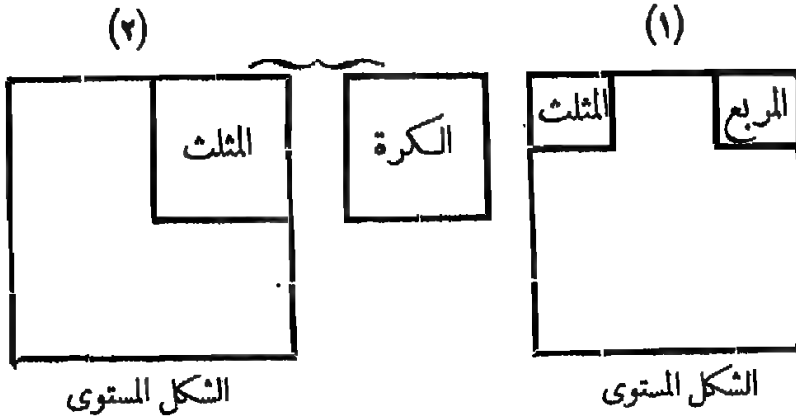 (١)
(٢)
المربع
المثلث
الكرة
المثلث
الشكل المستوى
الشكل المستوى